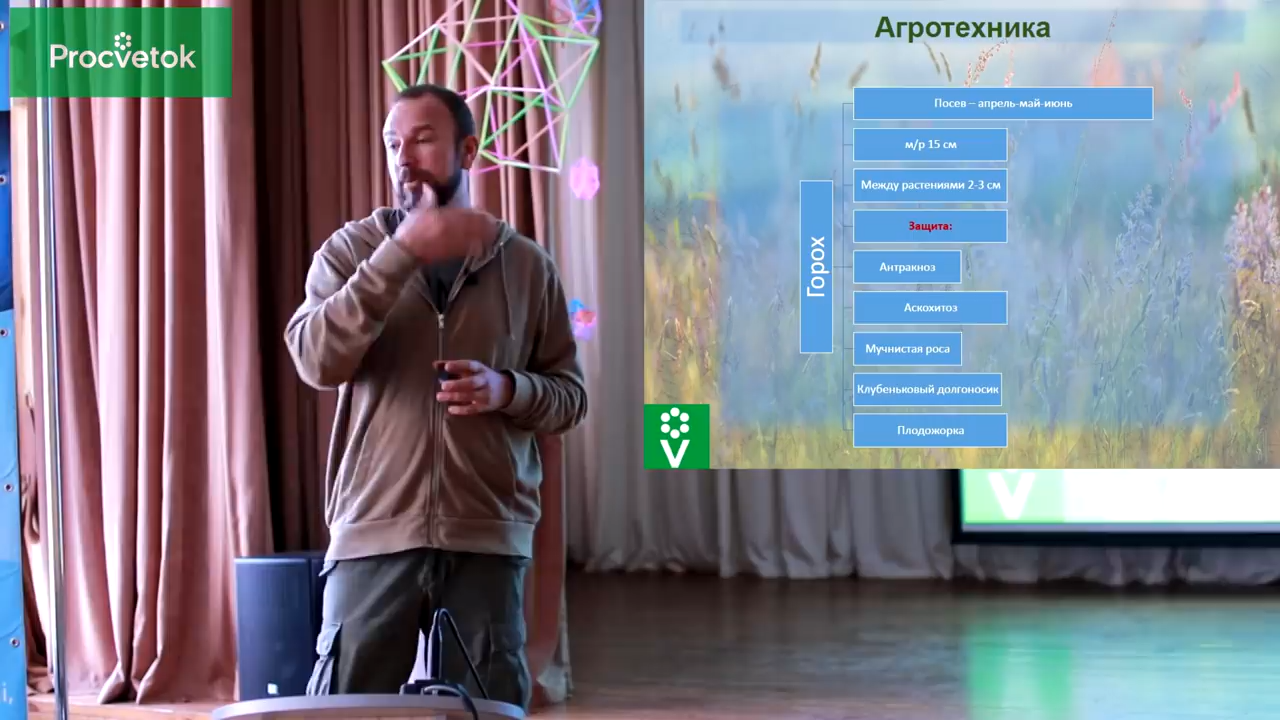 Procvetok
Агротехника
Горох
Посев – апрель-май-июнь
м/р 15 см
Между растениями 2-3 см
Защита:
Антракноз
Аскохитоз
Мучнистая роса
Клубеньковый долгоносик
Плодожорка